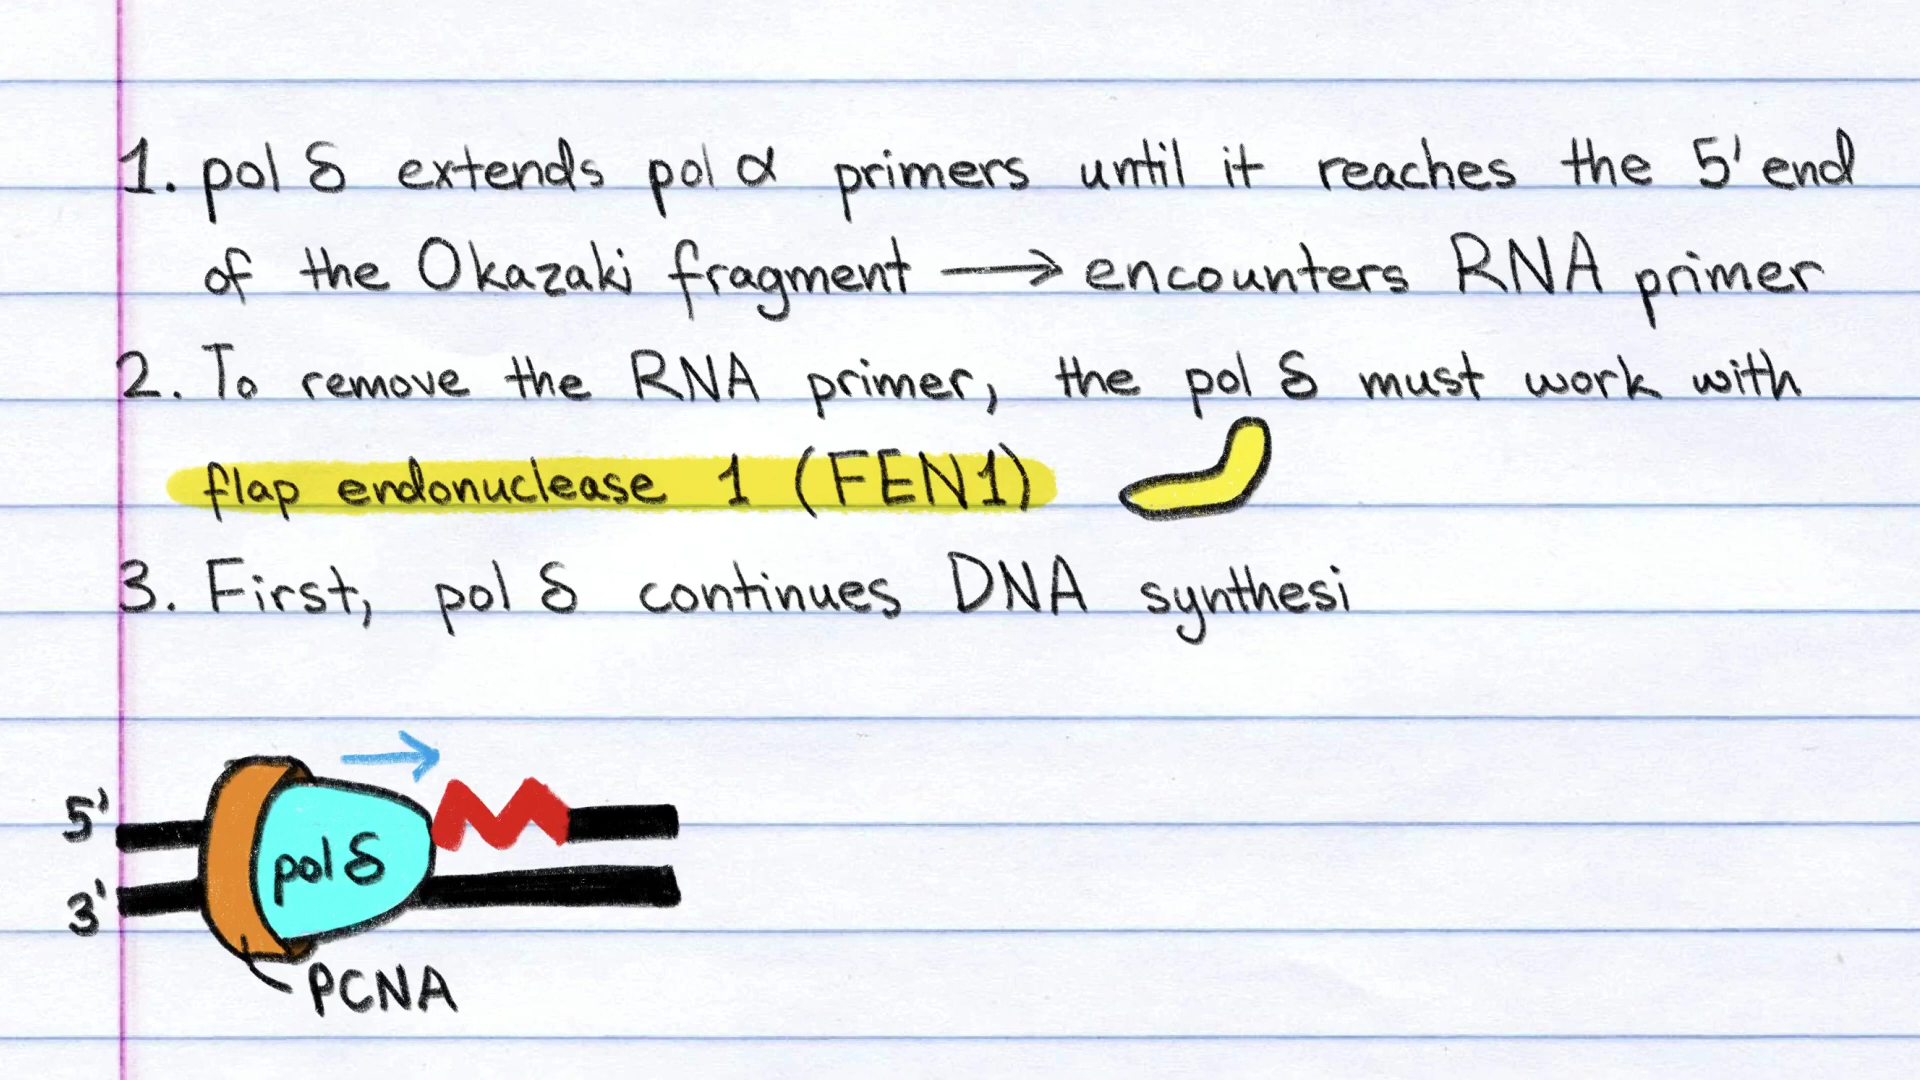 1. pol δ extends pol α primers until it reaches the 5' end
of the Okazaki fragment → encounters RNA primer
2. To remove the RNA primer, the pol δ must work with
flap endonuclease 1 (FEN1)
3. First, pol δ continues DNA synthesi
5'
pol δ
3'
PCNA